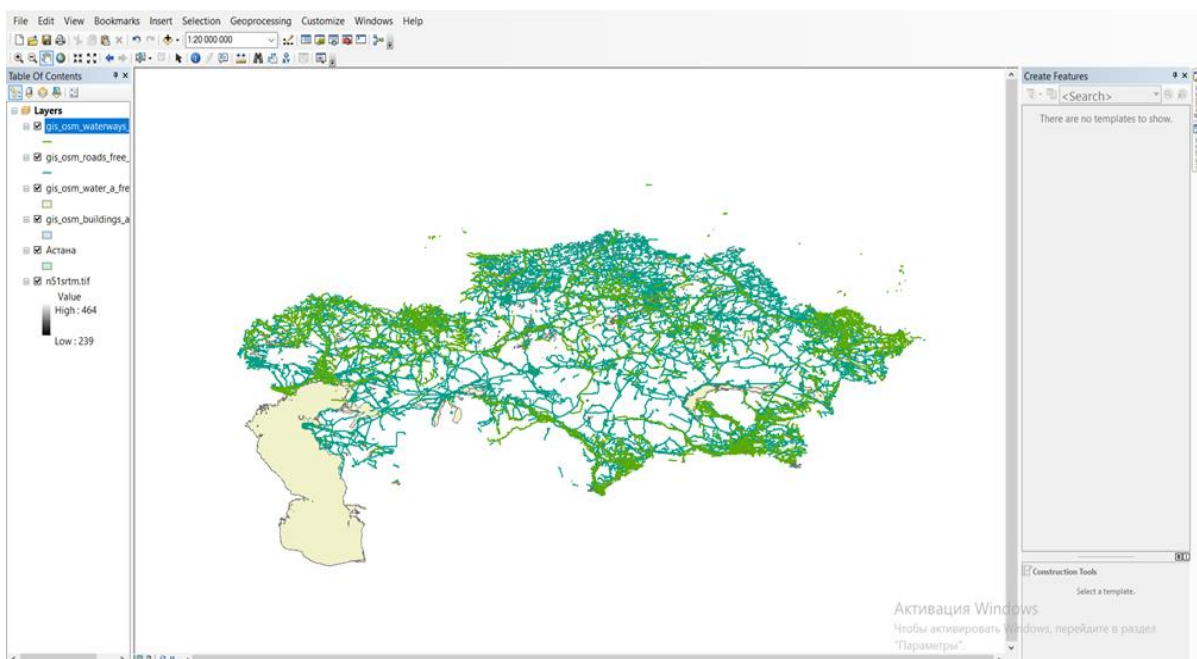 File Edit View Bookmarks Insert Selection Geoprocessing Customize Windows Help
1:20 000 000
Table Of Contents
Layers
gis_osm_waterways_
gis_osm_roads_free_
gis_osm_water_a_fre
gis_osm_buildings_a
Астана
n51srtm.tif
Value
High : 464
Low : 239
Create Features
<Search>
There are no templates to show.
Construction Tools
Select a template.
Активация Windows
Чтобы активировать Windows, перейдите в раздел
"Параметры".